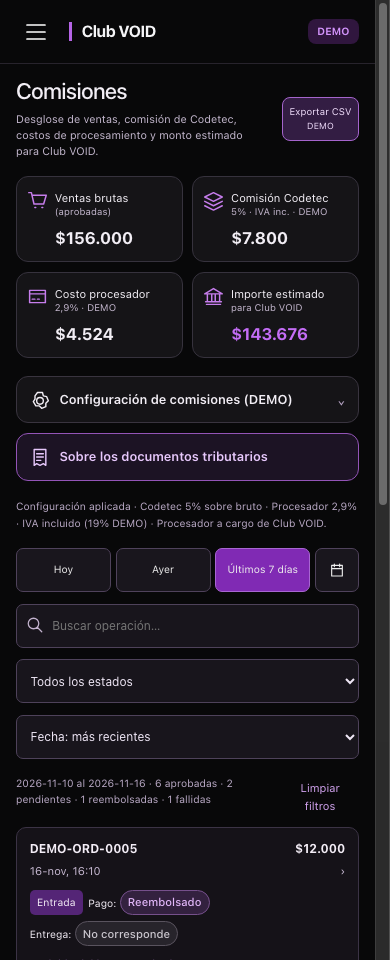 Club VOID
DEMO
Comisiones
Desglose de ventas, comisión de Codetec,
costos de procesamiento y monto estimado
para Club VOID.
Exportar CSV
DEMO
Ventas brutas
(aprobadas)
$156.000
Comisión Codetec
5% · IVA inc. · DEMO
$7.800
Costo procesador
2,9% · DEMO
$4.524
Importe estimado
para Club VOID
$143.676
Configuración de comisiones (DEMO)
Sobre los documentos tributarios
Configuración aplicada · Codetec 5% sobre bruto · Procesador 2,9%
· IVA incluido (19% DEMO) · Procesador a cargo de Club VOID.
Hoy
Ayer
Últimos 7 días
Buscar operación...
Todos los estados
Fecha: más recientes
2026-11-10 al 2026-11-16 · 6 aprobadas · 2
pendientes · 1 reembolsadas · 1 fallidas
Limpiar
filtros
DEMO-ORD-0005
$12.000
16-nov, 16:10
Entrada
Pago: Reembolsado
Entrega: No corresponde